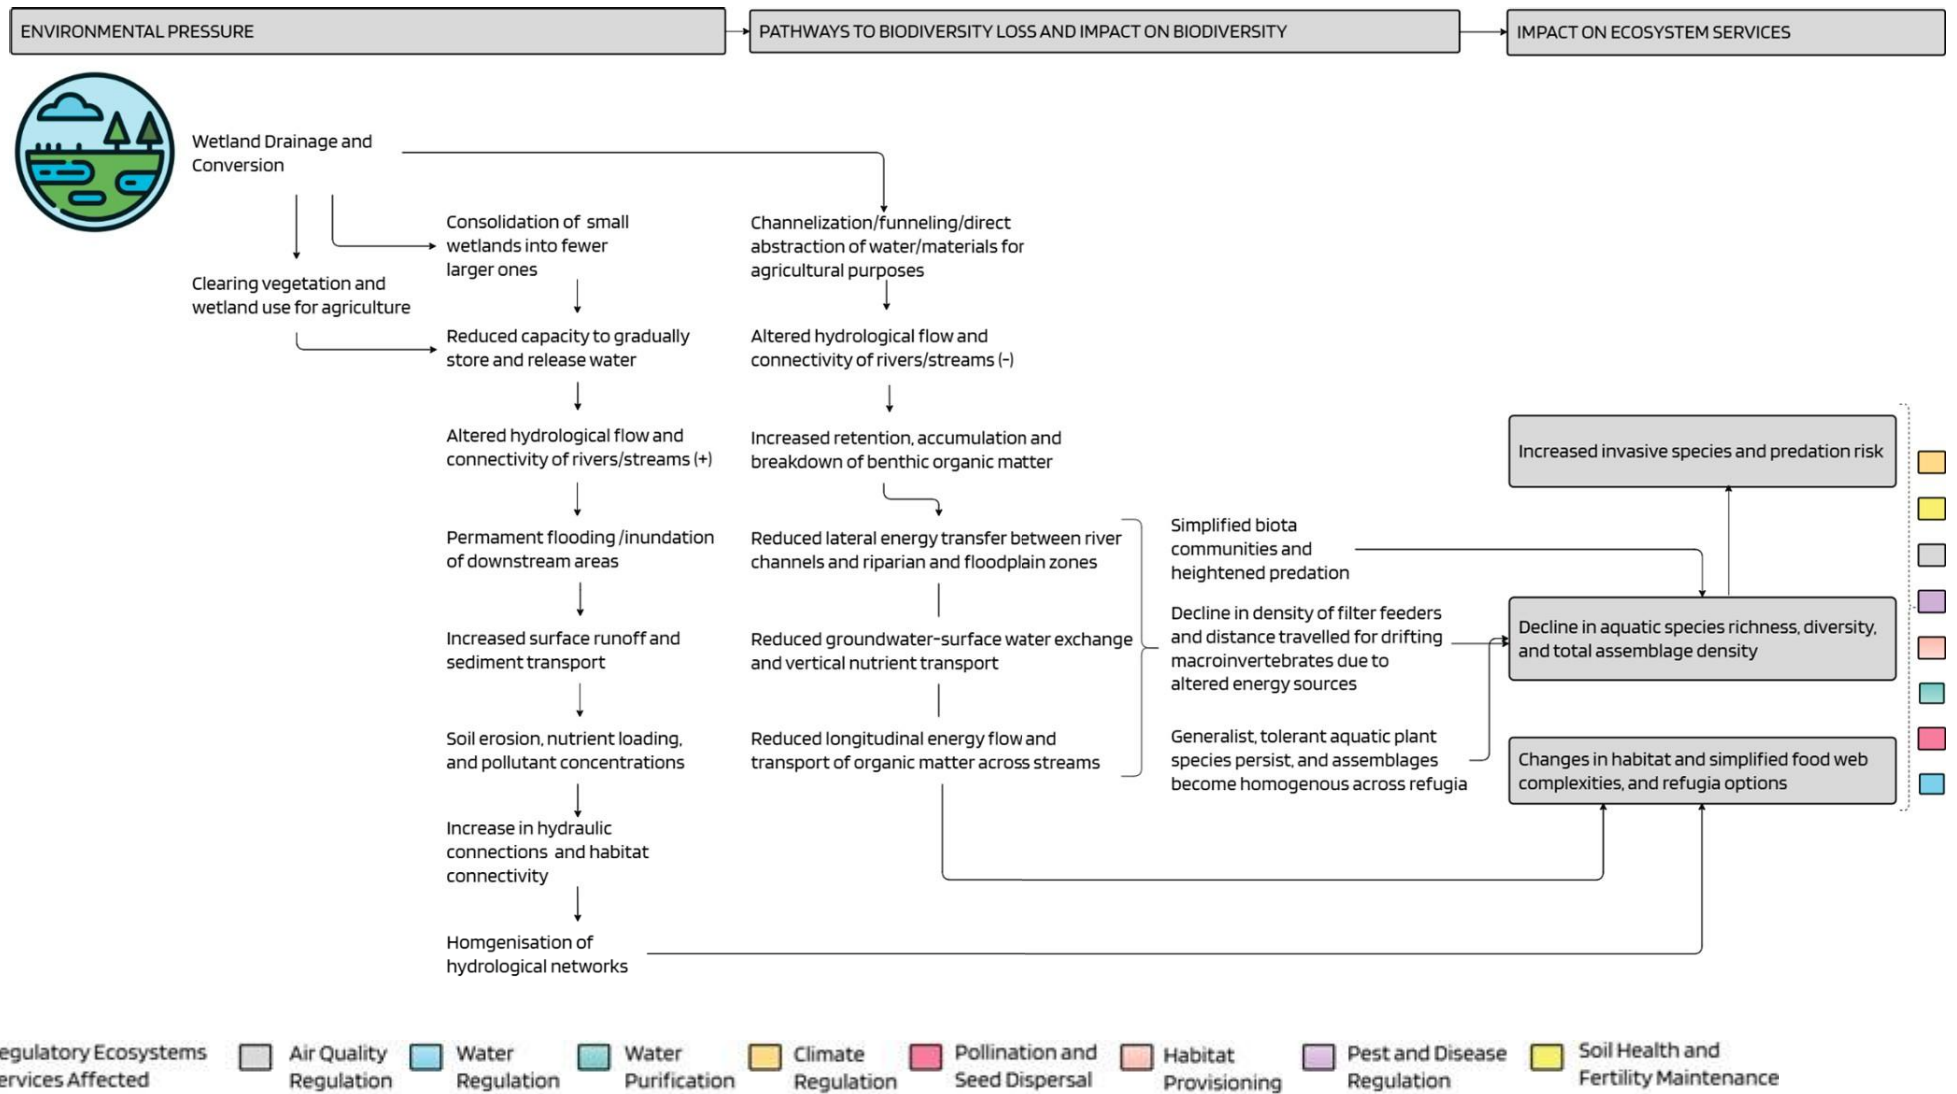 ENVIRONMENTAL PRESSURE
PATHWAYS TO BIODIVERSITY LOSS AND IMPACT ON BIODIVERSITY
IMPACT ON ECOSYSTEM SERVICES
Wetland Drainage and
Conversion
Clearing vegetation and
wetland use for agriculture
Consolidation of small
wetlands into fewer
larger ones
Reduced capacity to gradually
store and release water
Altered hydrological flow and
connectivity of rivers/streams (+)
Permament flooding /inundation
of downstream areas
Increased surface runoff and
sediment transport
Soil erosion, nutrient loading,
and pollutant concentrations
Increase in hydraulic
connections and habitat
connectivity
Homgenisation of
hydrological networks
Channelization/funneling/direct
abstraction of water/materials for
agricultural purposes
Altered hydrological flow and
connectivity of rivers/streams (-)
Increased retention, accumulation and
breakdown of benthic organic matter
Reduced lateral energy transfer between river
channels and riparian and floodplain zones
Reduced groundwater-surface water exchange
and vertical nutrient transport
Reduced longitudinal energy flow and
transport of organic matter across streams
Simplified biota
communities and
heightened predation
Decline in density of filter feeders
and distance travelled for drifting
macroinvertebrates due to
altered energy sources
Generalist, tolerant aquatic plant
species persist, and assemblages
become homogenous across refugia
Increased invasive species and predation risk
Decline in aquatic species richness, diversity,
and total assemblage density
Changes in habitat and simplified food web
complexities, and refugia options
egulatory Ecosystems
ervices Affected
Air Quality
Regulation
Water
Regulation
Water
Purification
Climate
Regulation
Pollination and
Seed Dispersal
Habitat
Provisioning
Pest and Disease
Regulation
Soil Health and
Fertility Maintenance